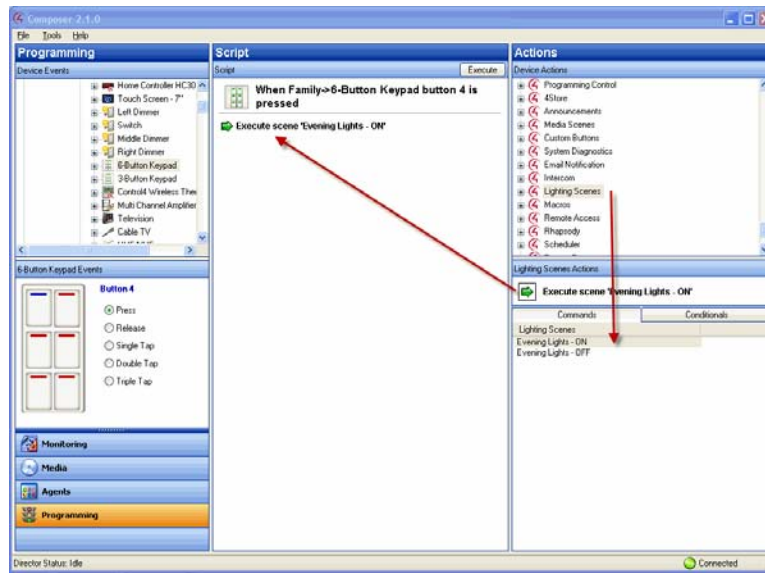 Composer 2.1.0
File Tools Help
Programming
Device Events
Home Controller HC30
Touch Screen - 7"
Left Dimmer
Switch
Middle Dimmer
Right Dimmer
6-Button Keypad
3-Button Keypad
Control4 Wireless Ther
Multi Channel Amplifier
Television
Cable TV
6-Button Keypad Events
Button 4
Press
Release
Single Tap
Double Tap
Triple Tap
Monitoring
Media
Agents
Programming
Script
Script Execute
When Family->6-Button Keypad button 4 is
pressed
Execute scene 'Evening Lights - ON'
Actions
Device Actions
Programming Control
4Store
Announcements
Media Scenes
Custom Buttons
System Diagnostics
Email Notification
Intercom
Lighting Scenes
Macros
Remote Access
Rhapsody
Scheduler
Lighting Scenes Actions
Execute scene 'Evening Lights - ON'
Commands Conditionals
Lighting Scenes
Evening Lights - ON
Evening Lights - OFF
Director Status: Idle
Connected